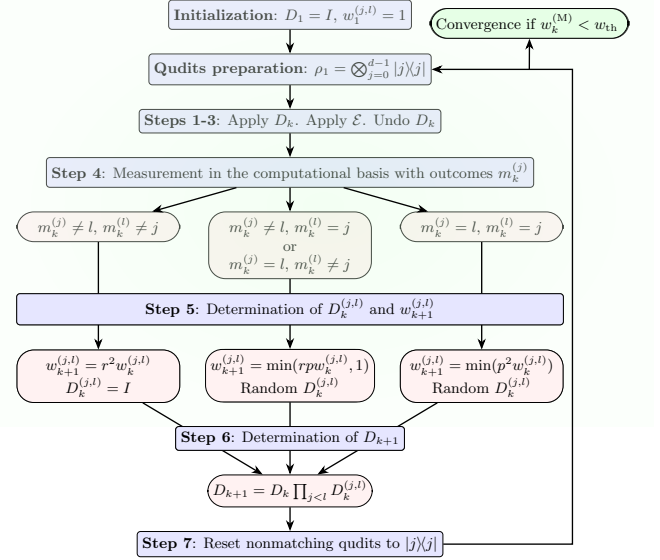 Initialization: D_1 = I, w_1^{(j,l)} = 1
Convergence if w_k^{(M)} < w_th
Qudits preparation: ρ_1 = ⨂_{j=0}^{d−1} |j⟩⟨j|
Steps 1-3: Apply D_k. Apply ℰ. Undo D_k
Step 4: Measurement in the computational basis with outcomes m_k^{(j)}
m_k^{(j)} ≠ l, m_k^{(l)} ≠ j
m_k^{(j)} ≠ l, m_k^{(l)} = j
or
m_k^{(j)} = l, m_k^{(l)} ≠ j
m_k^{(j)} = l, m_k^{(l)} = j
Step 5: Determination of D_k^{(j,l)} and w_{k+1}^{(j,l)}
w_{k+1}^{(j,l)} = r^2 w_k^{(j,l)}
D_k^{(j,l)} = I
w_{k+1}^{(j,l)} = min(rpw_k^{(j,l)}, 1)
Random D_k^{(j,l)}
w_{k+1}^{(j,l)} = min(p^2 w_k^{(j,l)})
Random D_k^{(j,l)}
Step 6: Determination of D_{k+1}
D_{k+1} = D_k ∏_{j<l} D_k^{(j,l)}
Step 7: Reset nonmatching qudits to |j⟩⟨j|